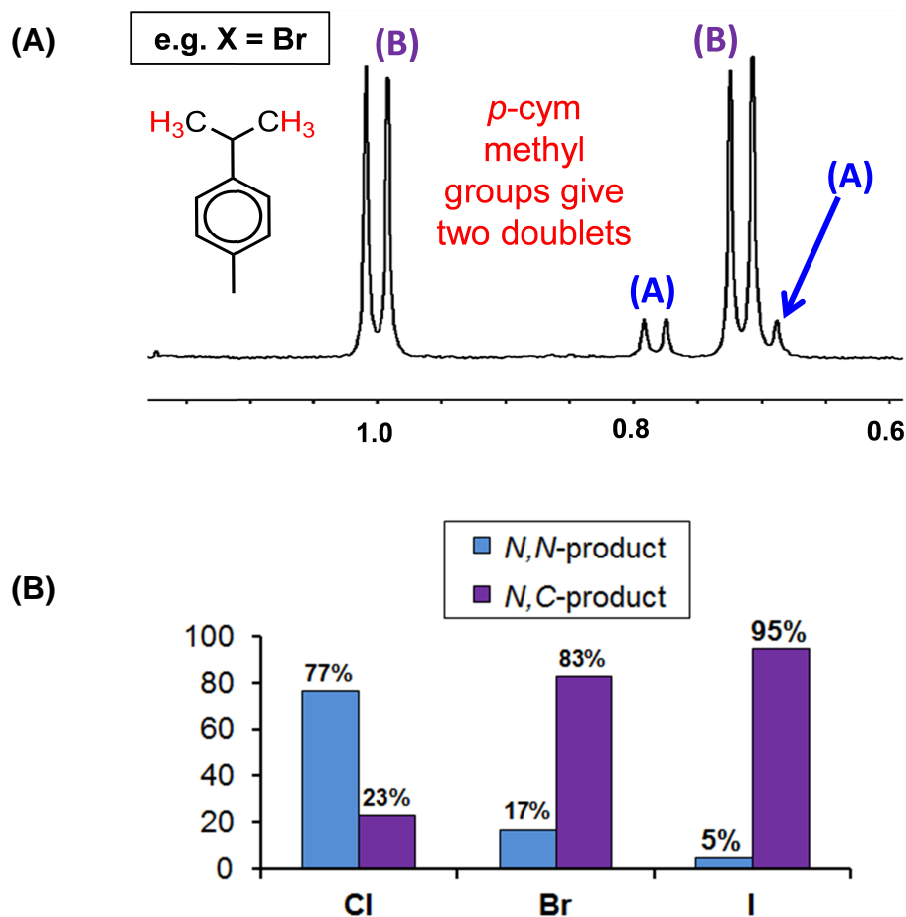 (A)
e.g. X = Br
(B)
(B)
H3C
CH3
p-cym
methyl
groups give
two doublets
(A)
(A)
1.0
0.8
0.6
(B)
N,N-product
N,C-product
100
80
60
40
20
0
77%
23%
17%
83%
5%
95%
Cl
Br
I